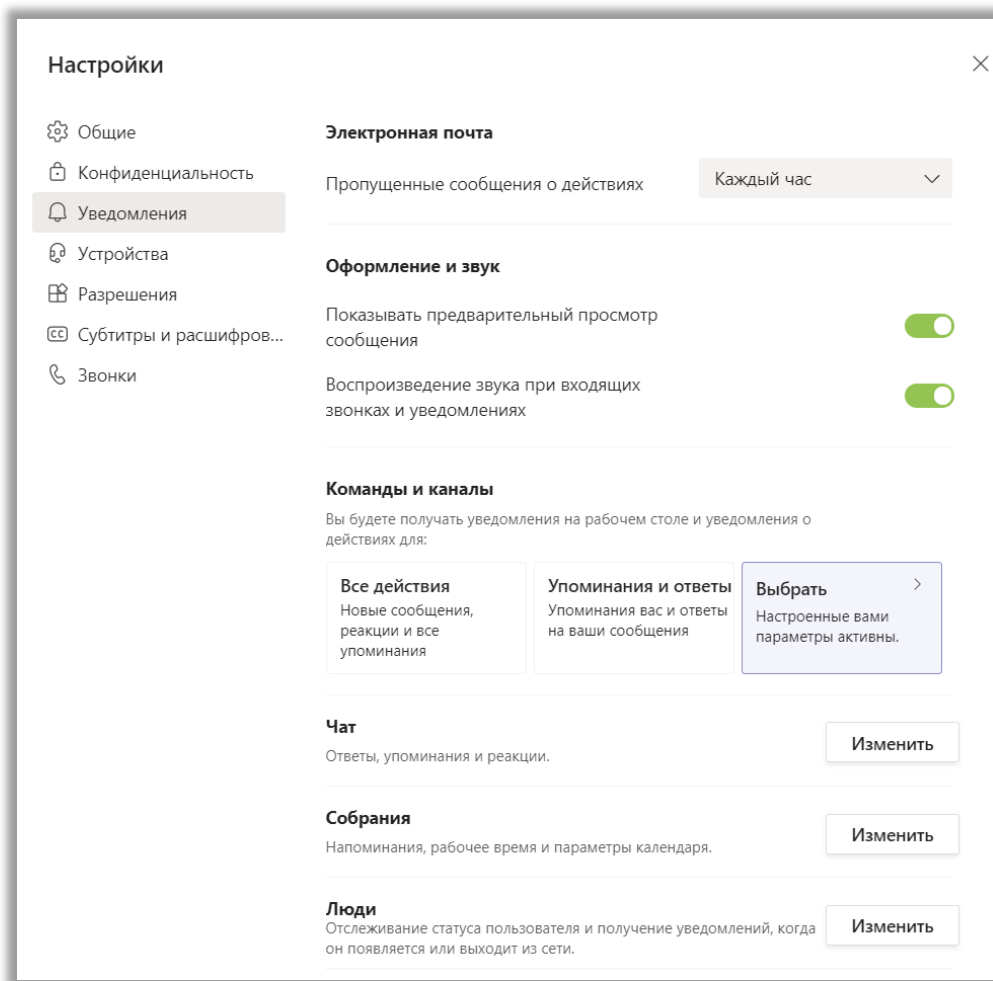 Настройки
Общие
Конфиденциальность
Уведомления
Устройства
Разрешения
Субтитры и расшифров...
Звонки
Электронная почта
Пропущенные сообщения о действиях
Каждый час
Оформление и звук
Показывать предварительный просмотр
сообщения
Воспроизведение звука при входящих
звонках и уведомлениях
Команды и каналы
Вы будете получать уведомления на рабочем столе и уведомления о
действиях для:
Все действия
Новые сообщения,
реакции и все
упоминания
Упоминания и ответы
Упоминания вас и ответы
на ваши сообщения
Выбрать
Настроенные вами
параметры активны.
Чат
Ответы, упоминания и реакции.
Изменить
Собрания
Напоминания, рабочее время и параметры календаря.
Изменить
Люди
Отслеживание статуса пользователя и получение уведомлений, когда
он появляется или выходит из сети.
Изменить